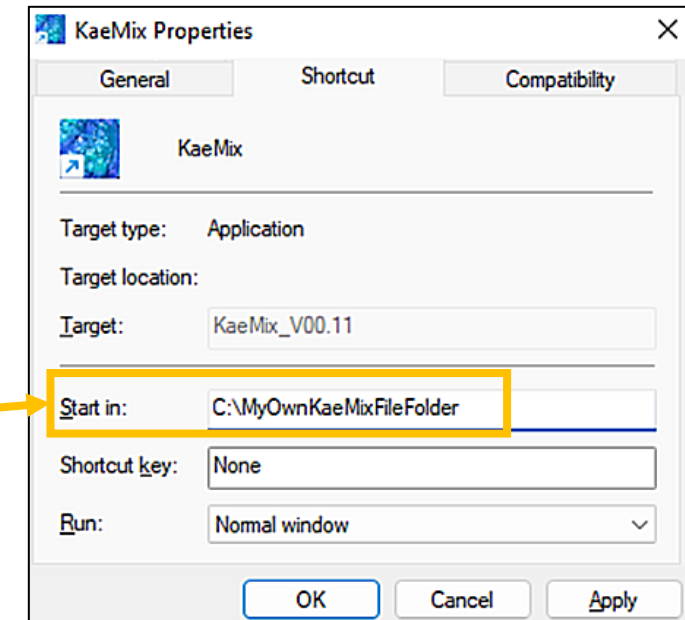 KaeMix Properties
General Shortcut Compatibility
KaeMix
Target type: Application
Target location:
Target: KaeMix_V00.11
Start in: C:\MyOwnKaeMixFileFolder
Shortcut key: None
Run: Normal window
OK Cancel Apply